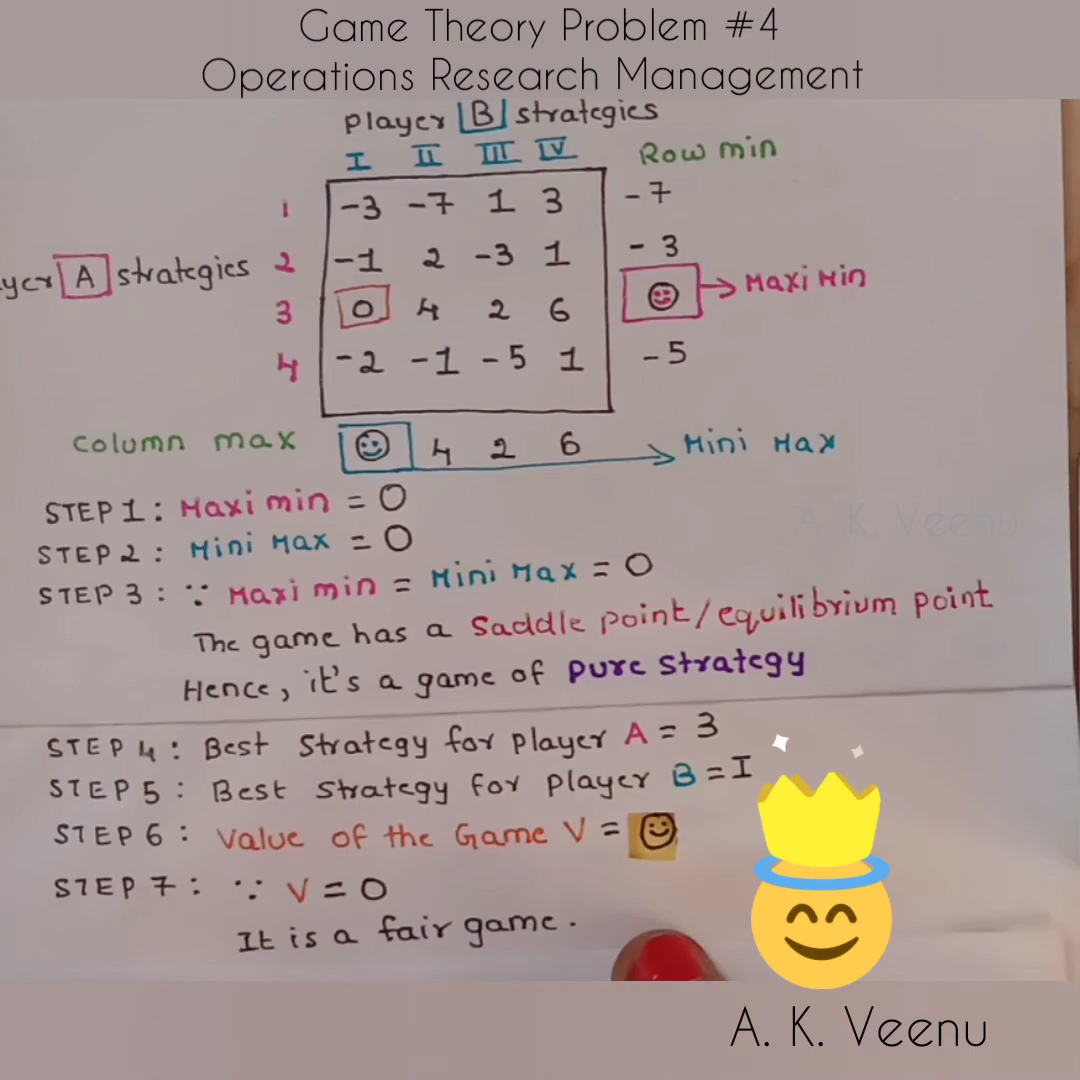 Game Theory Problem #4
Operations Research Management
Player B strategies
I II III IV Row min
1 -3 -7 1 3 -7
2 -1 2 -3 1 -3
A strategies
3 0 4 2 6 → Maxi Min
4 -2 -1 -5 1 -5
Column max 4 2 6 → Mini Max
STEP 1: Maxi min = 0
STEP 2: Mini Max = 0
A. K. Veenu
STEP 3: ∵ Maxi min = Mini Max = 0
The game has a Saddle point/equilibrium point
Hence, it's a game of pure strategy
STEP 4: Best Strategy for player A = 3
STEP 5: Best strategy for player B = I
STEP 6: Value of the Game V =
STEP 7: ∵ V = 0
It is a fair game.
A. K. Veenu